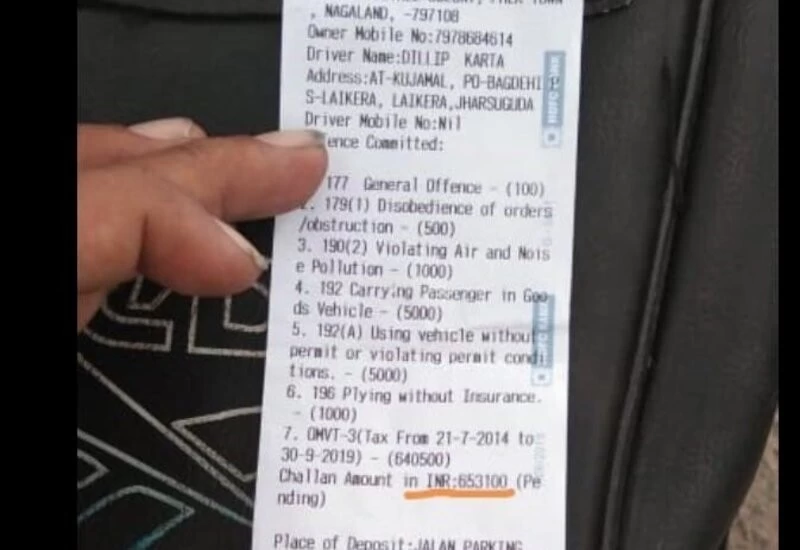 , NAGALAND, -797108
Owner Mobile No:7978684614
Driver Name:DILLIP KARTA
Address:AT-KUJAMAL, PO-BAGDEHI P
S-LAIKERA, LAIKERA,JHARSUGUDA
Driver Mobile No:Nil
ence Committed:
177 General Offence - (100)
2. 179(1) Disobedience of orders
/obstruction - (500)
3. 190(2) Violating Air and Nois
e Pollution - (1000)
4. 192 Carrying Passenger in Goo
ds Vehicle - (5000)
5. 192(A) Using vehicle without
permit or violating permit condi
tions. - (5000)
6. 196 Plying without Insurance.
- (1000)
7. OMVT-3(Tax From 21-7-2014 to
30-9-2019) - (640500)
Challan Amount in INR:653100 (Pe
nding)
Place of Deposit:JALAN PARKING